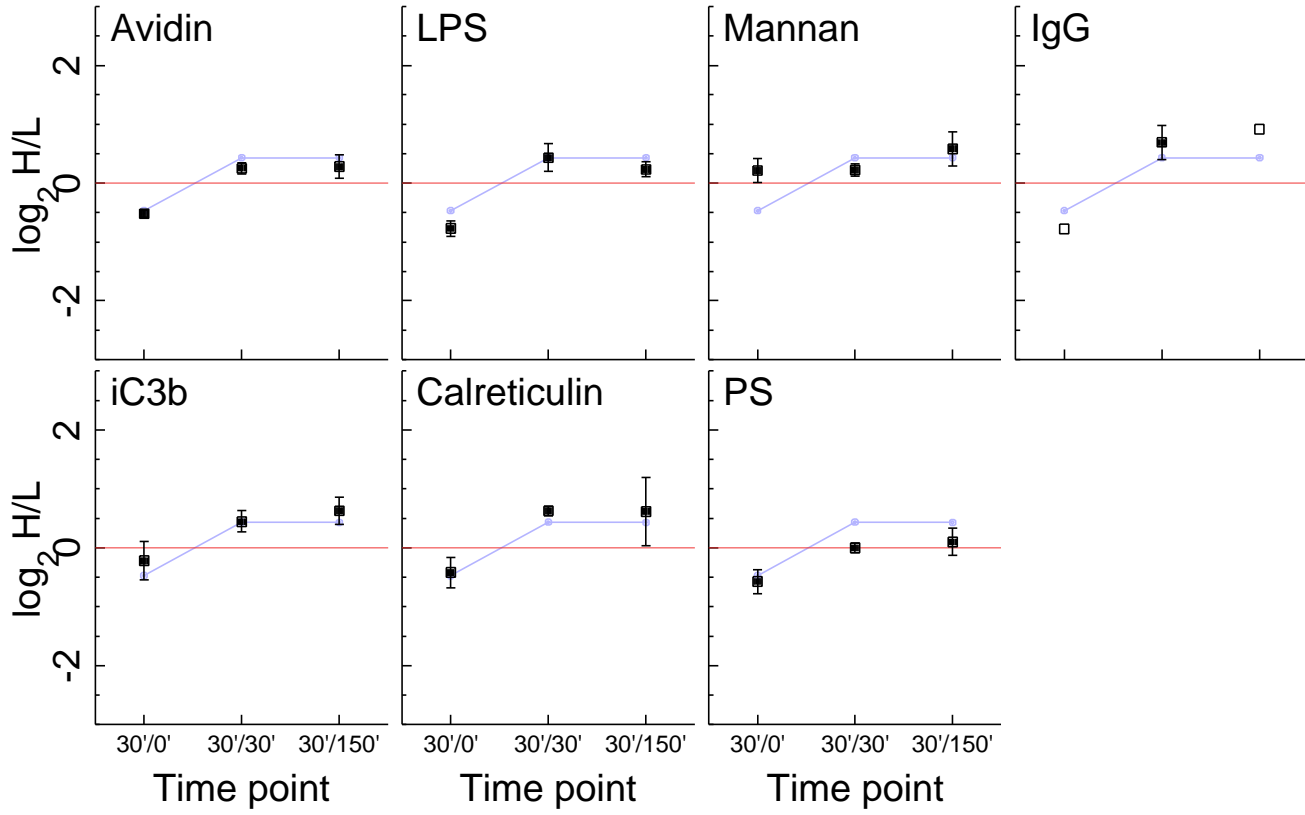 Avidin
LPS
Mannan
IgG
2
0
-2
log2 H/L
iC3b
Calreticulin
PS
2
0
-2
log2 H/L
30'/0' 30'/30' 30'/150'
30'/0' 30'/30' 30'/150'
30'/0' 30'/30' 30'/150'
Time point
Time point
Time point